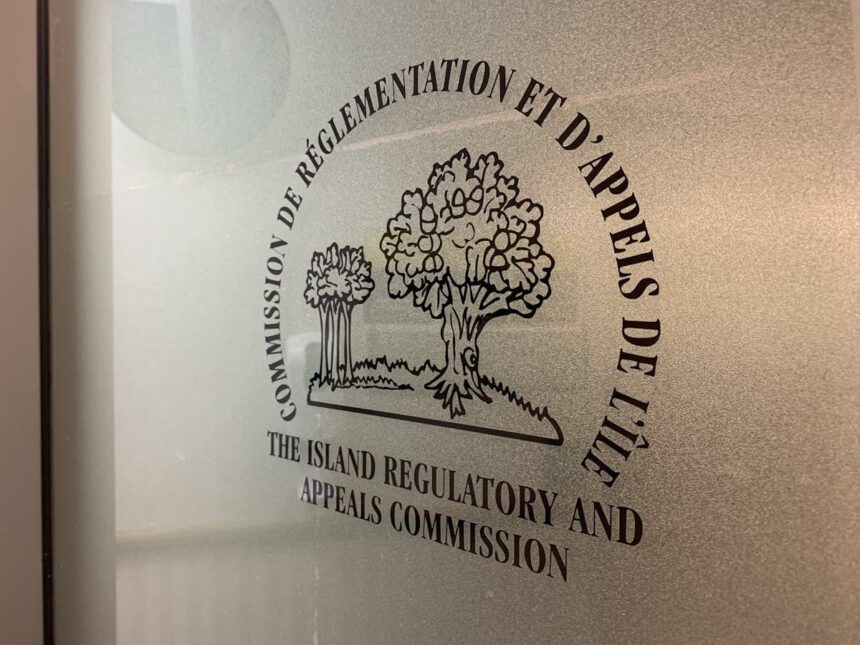 COMMISSION DE RÉGLEMENTATION ET D'APPELS DE L'ÎLE
THE ISLAND REGULATORY AND
APPEALS COMMISSION